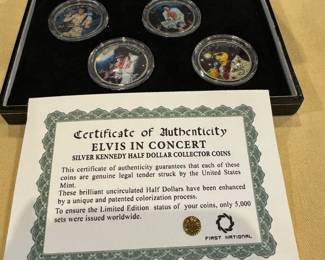 Certificate of Authenticity
ELVIS IN CONCERT
SILVER KENNEDY HALF DOLLAR COLLECTOR COINS
This certificate of authenticity guarantees that each of these
coins are genuine legal tender struck by the United States
Mint.
These brilliant uncirculated Half Dollars have been enhanced
by a unique and patented colorization process.
To ensure the Limited Edition status of your coins, only 5,000
sets were issued worldwide.
FIRST NATIONAL